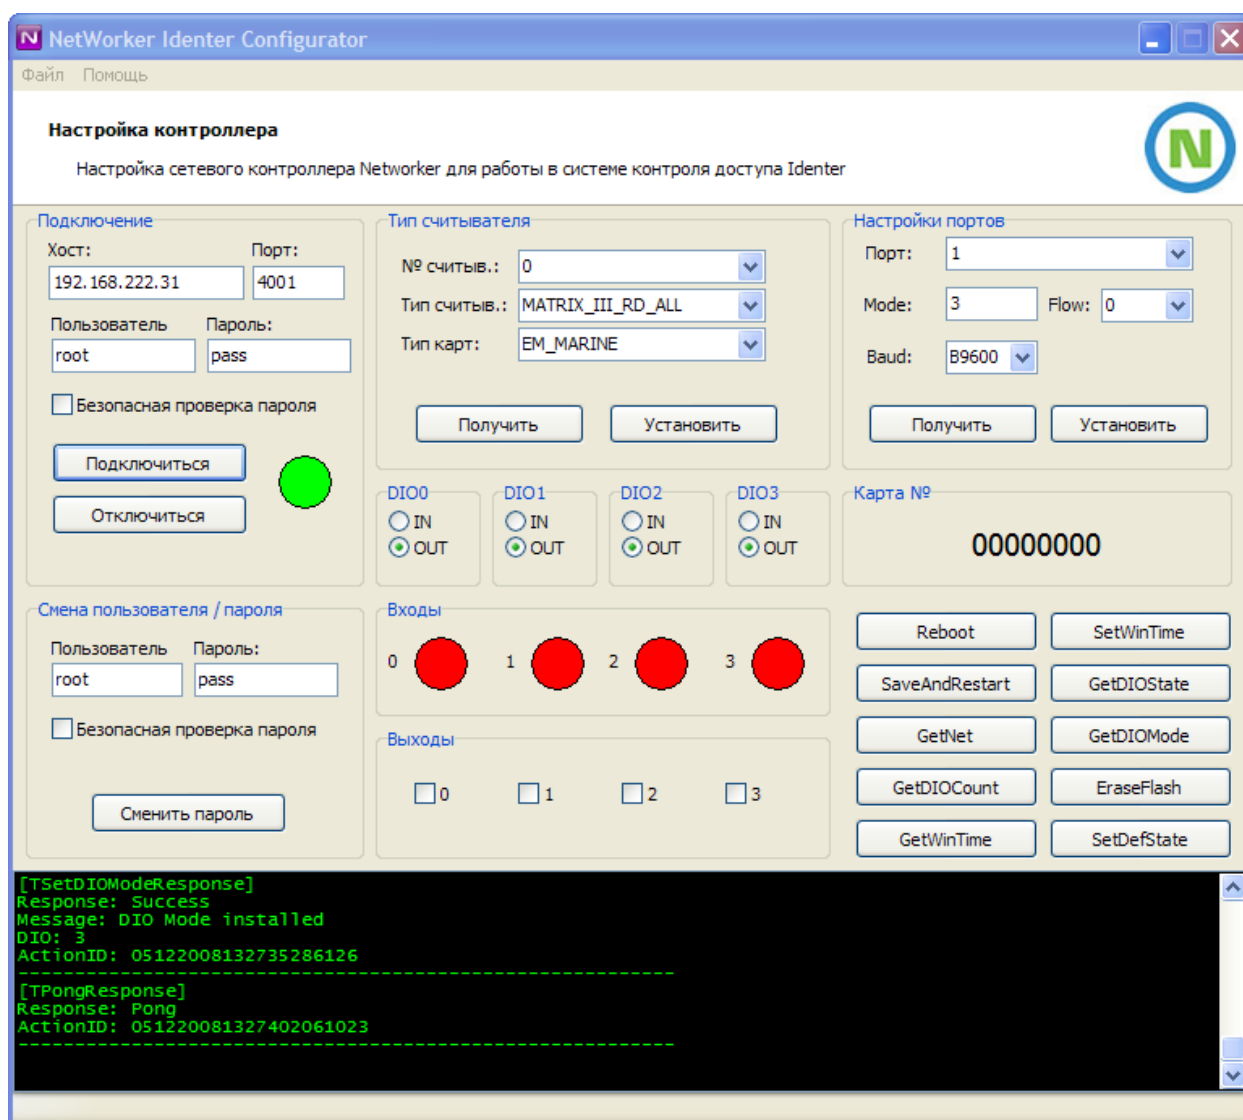 NetWorker Identer Configurator
Файл Помощь
Настройка контроллера
Настройка сетевого контроллера Networker для работы в системе контроля доступа Identer
N
Подключение
Хост: Порт:
192.168.222.31 4001
Пользователь Пароль:
root pass
Безопасная проверка пароля
Подключиться
Отключиться
Тип считывателя
№ считыв.: 0
Тип считыв.: MATRIX_III_RD_ALL
Тип карт: EM_MARINE
Получить Установить
Настройки портов
Порт: 1
Mode: 3 Flow: 0
Baud: B9600
Получить Установить
DIO0 DIO1 DIO2 DIO3
IN IN IN IN
OUT OUT OUT OUT
Карта №
00000000
Смена пользователя / пароля
Пользователь Пароль:
root pass
Безопасная проверка пароля
Сменить пароль
Входы
0 1 2 3
Выходы
0 1 2 3
Reboot SetWinTime
SaveAndRestart GetDIOState
GetNet GetDIOMode
GetDIOCount EraseFlash
GetWinTime SetDefState
[TSetDIOModeResponse]
Response: Success
Message: DIO Mode installed
DIO: 3
ActionID: 05122008132735286126
----------------------------------------------------------
[TPongResponse]
Response: Pong
ActionID: 051220081327402061023
----------------------------------------------------------